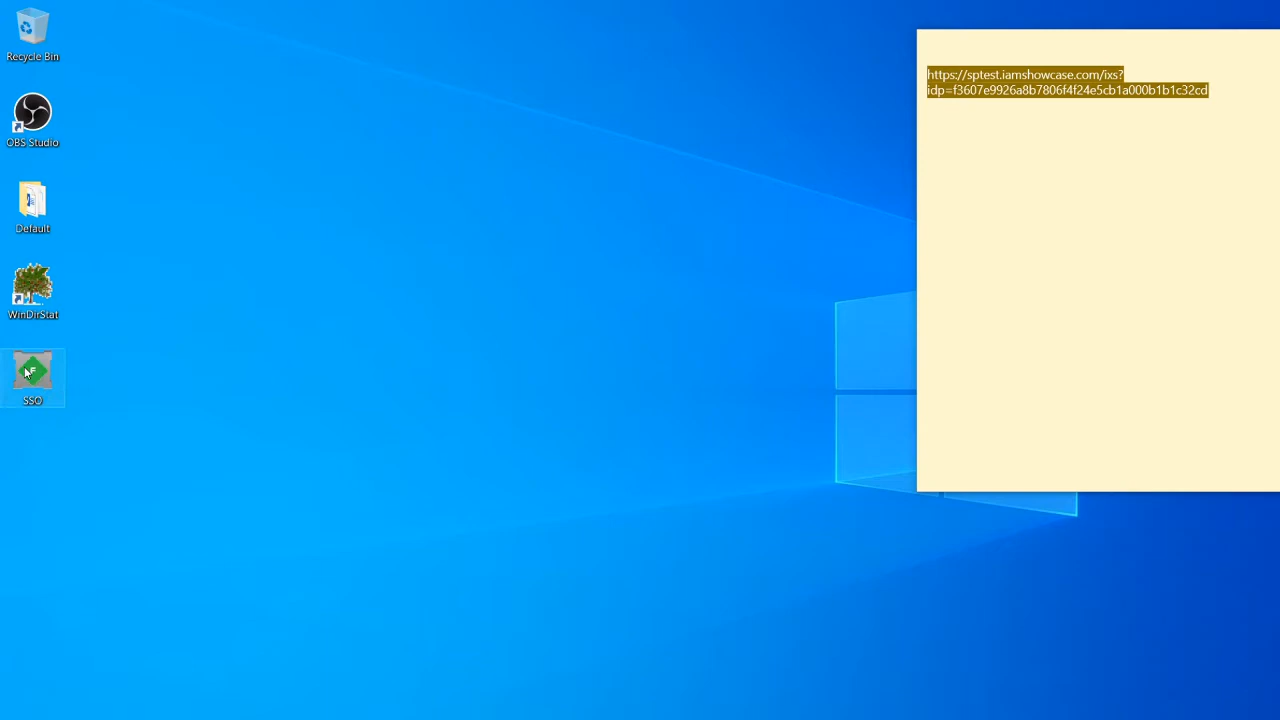 Recycle Bin
OBS Studio
Default
WinDirStat
F
SSO
https://sptest.iamshowcase.com/ixs?
idp=f3607e9926a8b7806f4f24e5cb1a000b1b1c32cd